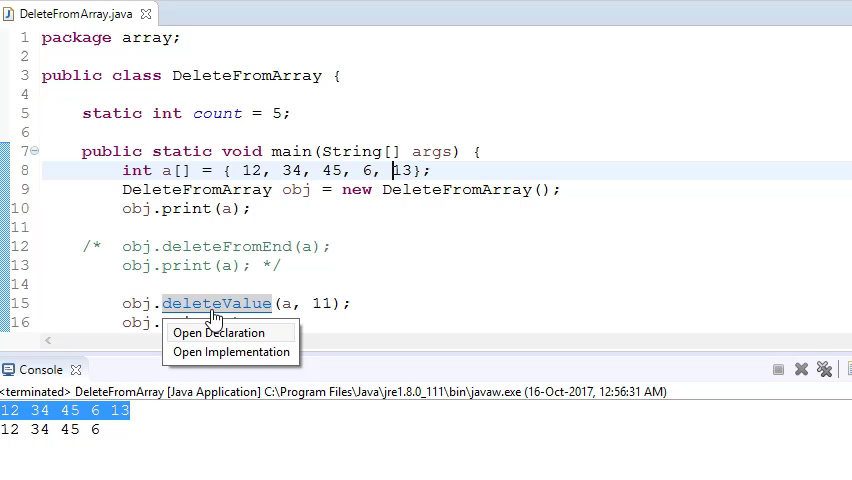 DeleteFromArray.java
1 package array;
2
3 public class DeleteFromArray {
4
5 static int count = 5;
6
7 public static void main(String[] args) {
8 int a[] = { 12, 34, 45, 6, 13};
9 DeleteFromArray obj = new DeleteFromArray();
10 obj.print(a);
11
12 /* obj.deleteFromEnd(a);
13 obj.print(a); */
14
15 obj.deleteValue(a, 11);
16 obj.
Open Declaration
Open Implementation
Console
<terminated> DeleteFromArray [Java Application] C:\Program Files\Java\jre1.8.0_111\bin\javaw.exe (16-Oct-2017, 12:56:31 AM)
12 34 45 6 13
12 34 45 6